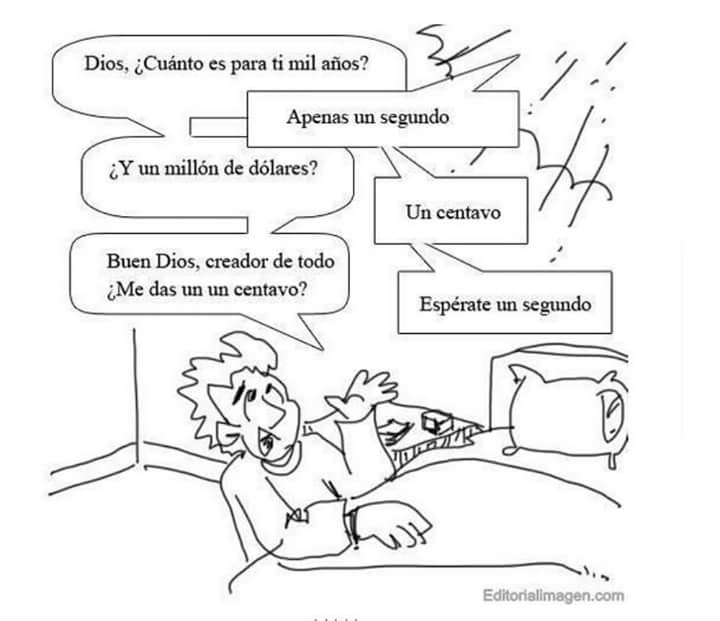 Dios, ¿Cuánto es para ti mil años?
Apenas un segundo
¿Y un millón de dólares?
Un centavo
Buen Dios, creador de todo
¿Me das un un centavo?
Espérate un segundo
Editorialimagen.com